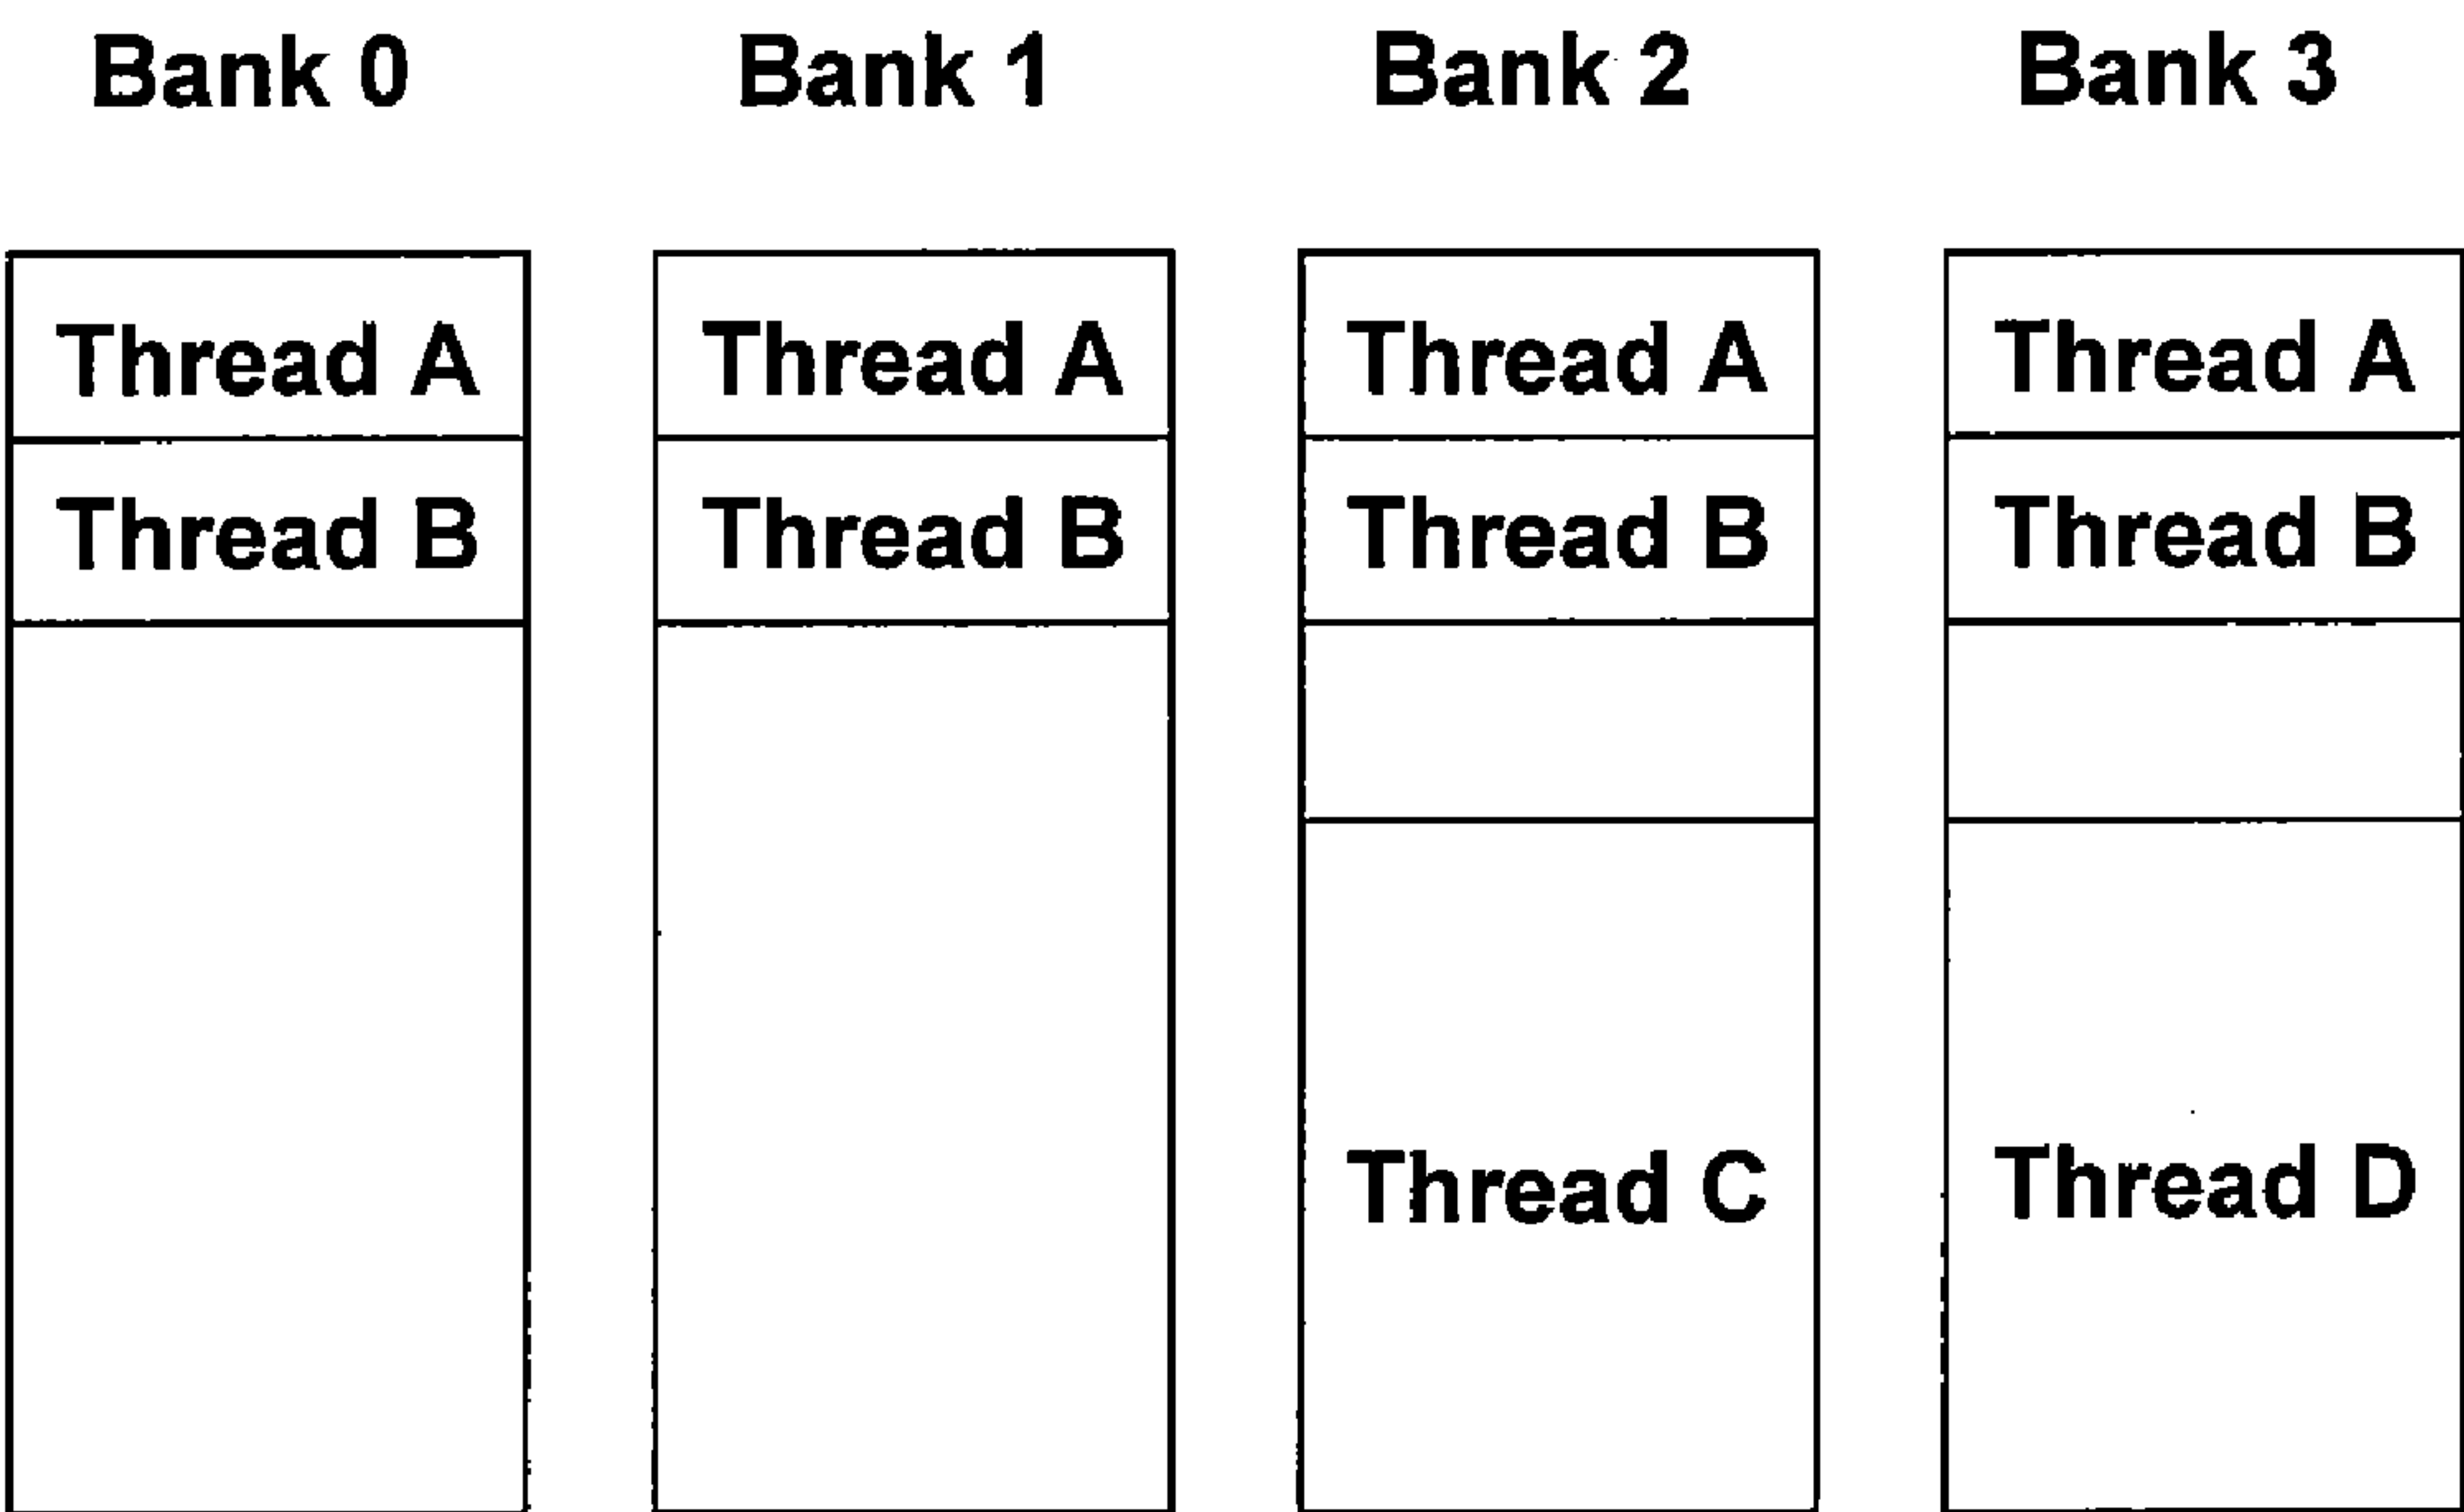 Bank 0 Bank 1 Bank 2 Bank 3
Thread A Thread A Thread A Thread A
Thread B Thread B Thread B Thread B
Thread C Thread D